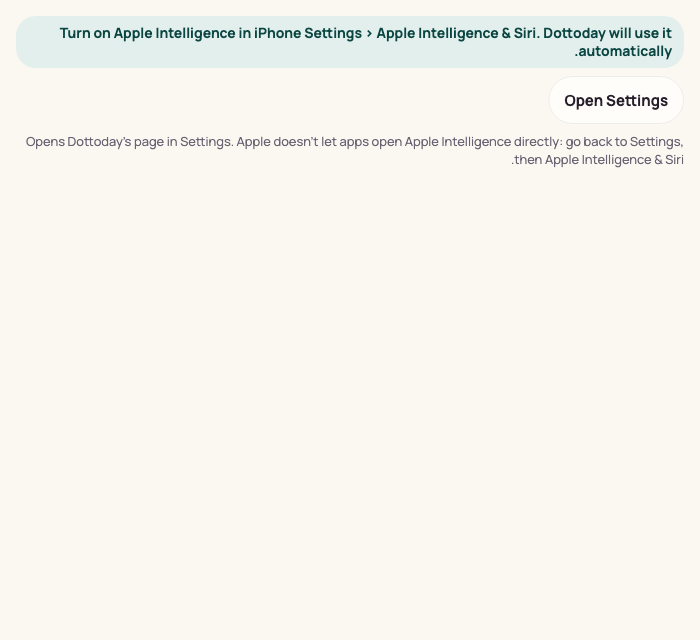 Turn on Apple Intelligence in iPhone Settings > Apple Intelligence & Siri. Dottoday will use it
.automatically
Open Settings
Opens Dottoday's page in Settings. Apple doesn't let apps open Apple Intelligence directly: go back to Settings,
.then Apple Intelligence & Siri